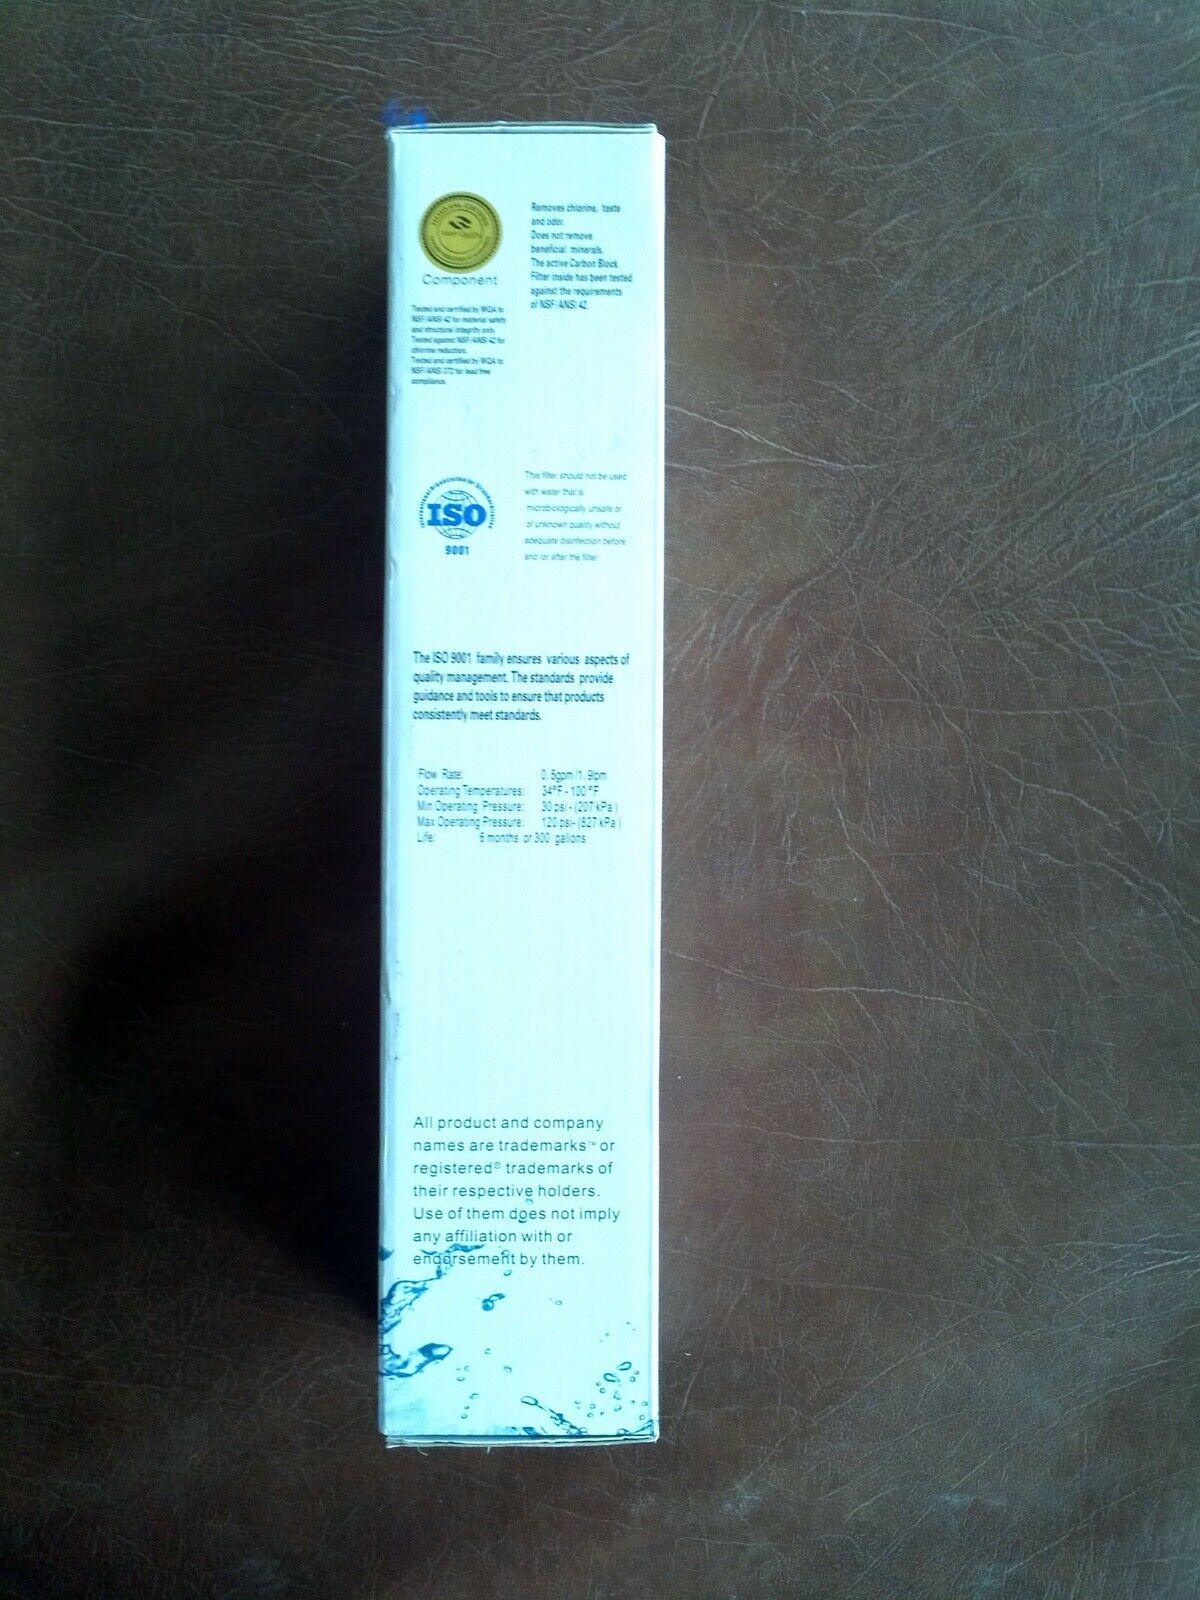 Component
Tested and certified by WQA to
NSF/ANSI 42 for material safety
and structural integrity only.
Tested against NSF/ANSI 42 for
chlorine reduction.
Tested and certified by WQA to
NSF/ANSI 372 for lead free
compliance.
Removes chlorine, taste
and odor.
Does not remove
beneficial minerals.
The active Carbon Block
Filter inside has been tested
against the requirements
of NSF/ANSI 42.
International Organization for Standardization
ISO
9001
This filter should not be used
with water that is
microbiologically unsafe or
of unknown quality without
adequate disinfection before
and /or after the filter.
The ISO 9001 family ensures various aspects of
quality management. The standards provide
guidance and tools to ensure that products
consistently meet standards.
Flow Rate: 0.5gpm/1.9lpm
Operating Temperatures: 34°F - 100°F
Min Operating Pressure: 30 psi - (207 kPa)
Max Operating Pressure: 120 psi- (827 kPa)
Life: 6 months or 300 gallons
All product and company
names are trademarks™ or
registered® trademarks of
their respective holders.
Use of them does not imply
any affiliation with or
endorsement by them.